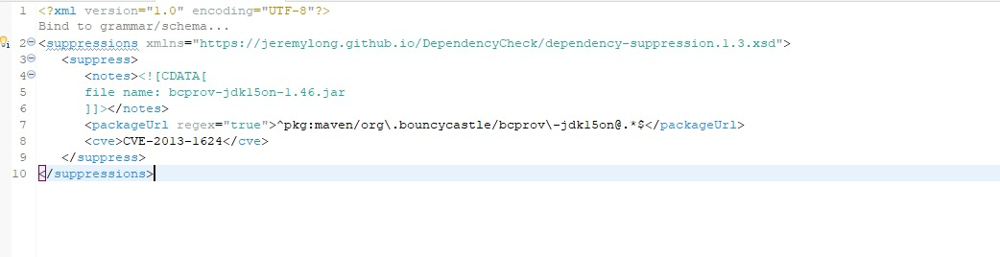 1 <?xml version="1.0" encoding="UTF-8"?>
Bind to grammar/schema...
2 <suppressions xmlns="https://jeremylong.github.io/DependencyCheck/dependency-suppression.1.3.xsd">
3 <suppress>
4 <notes><![CDATA[
5 file name: bcprov-jdk15on-1.46.jar
6 ]]></notes>
7 <packageUrl regex="true">^pkg:maven/org\.bouncycastle/bcprov\-jdk15on@.*$</packageUrl>
8 <cve>CVE-2013-1624</cve>
9 </suppress>
10 </suppressions>